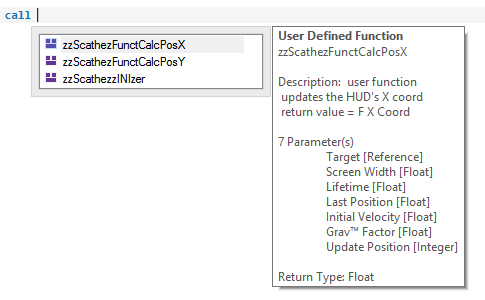 call
zzScathezFunctCalcPosX
zzScathezFunctCalcPosY
zzScathezzINIzer
User Defined Function
zzScathezFunctCalcPosX
Description:  user function
updates the HUD's X coord
return value = F X Coord
7 Parameter(s)
Target [Reference]
Screen Width [Float]
Lifetime [Float]
Last Position [Float]
Initial Velocity [Float]
Grav™ Factor [Float]
Update Position [Integer]
Return Type: Float